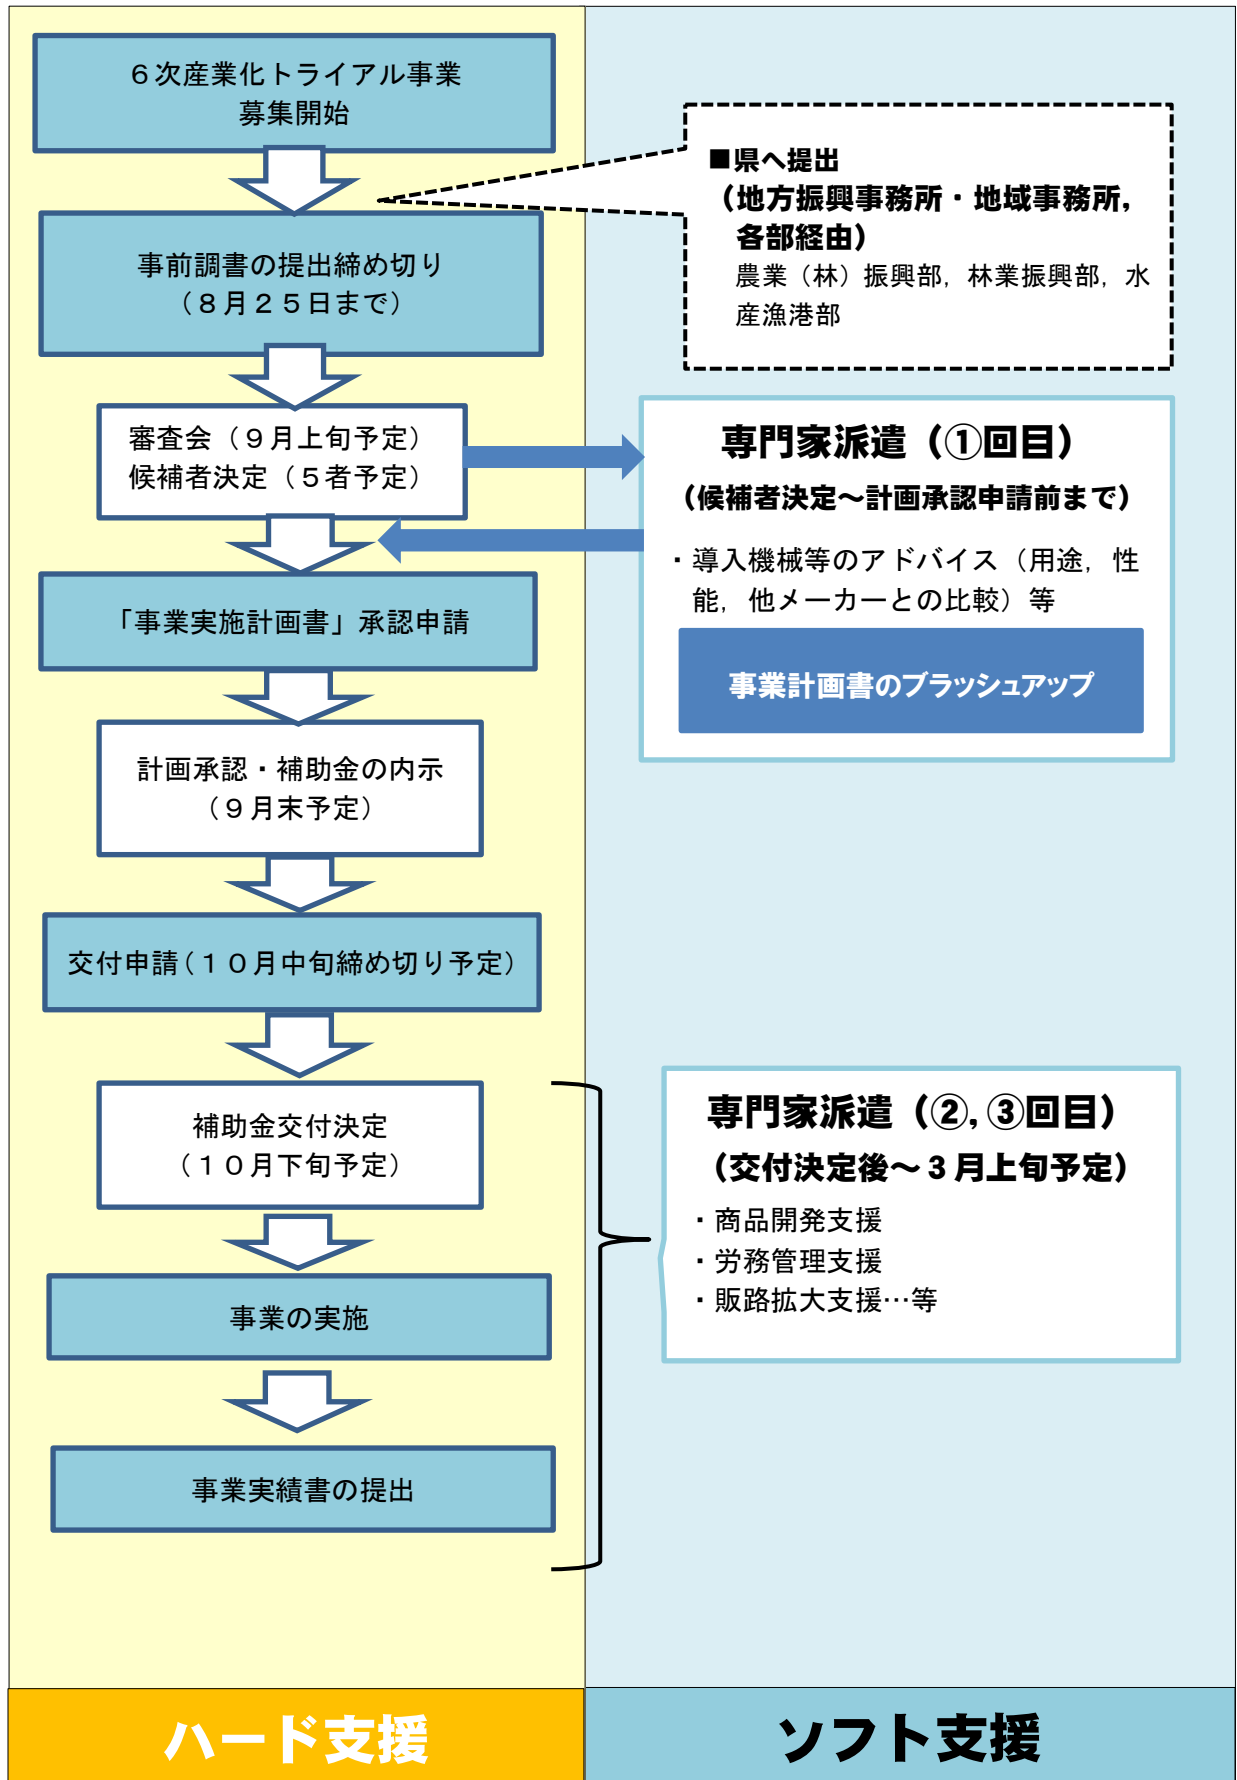 ６次産業化トライアル事業
募集開始
■県へ提出
（地方振興事務所・地域事務所，
各部経由）
農業（林）振興部，林業振興部，水
産漁港部
事前調書の提出締め切り
（８月２５日まで）
審査会（９月上旬予定）
候補者決定（５者予定）
専門家派遣（①回目）
（候補者決定～計画承認申請前まで）
・導入機械等のアドバイス（用途，性
能，他メーカーとの比較）等
事業計画書のブラッシュアップ
「事業実施計画書」承認申請
計画承認・補助金の内示
（９月末予定）
交付申請（１０月中旬締め切り予定）
補助金交付決定
（１０月下旬予定）
専門家派遣（②，③回目）
（交付決定後～３月上旬予定）
・商品開発支援
・労務管理支援
・販路拡大支援…等
事業の実施
事業実績書の提出
ハード支援
ソフト支援